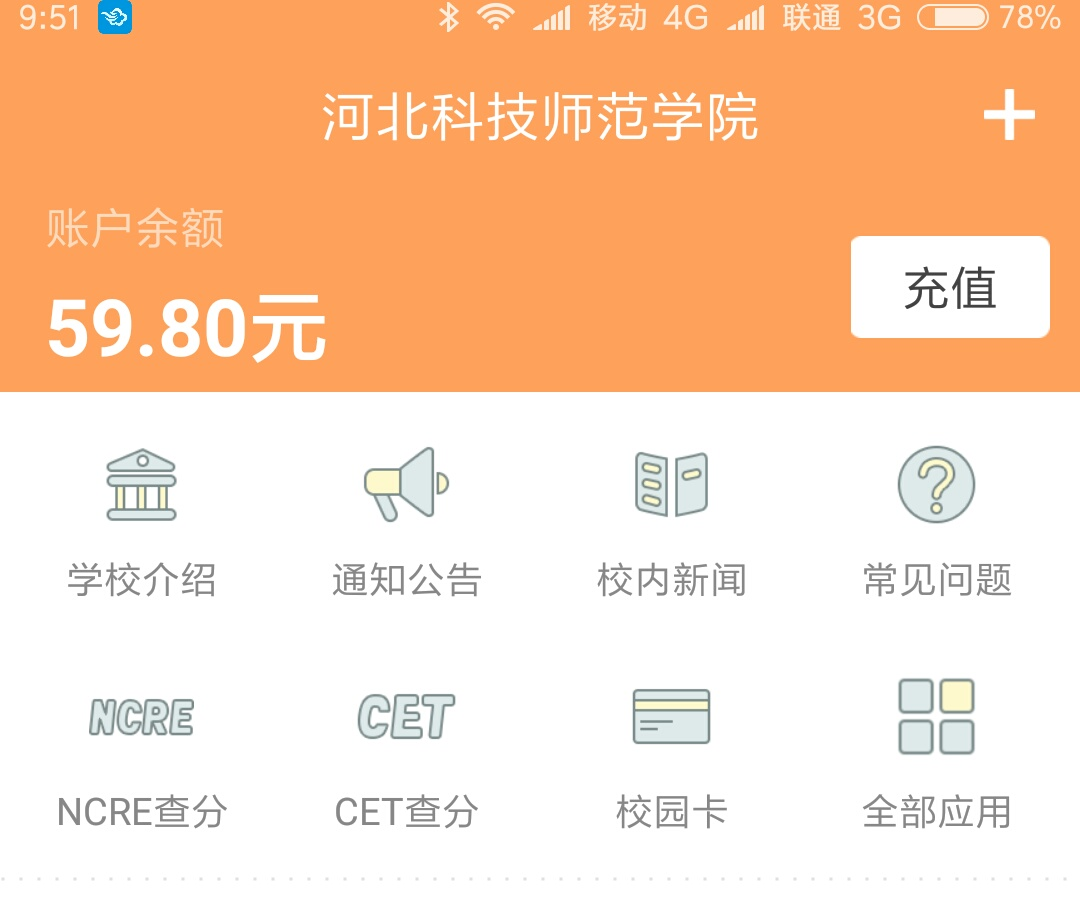 9:51 移动 4G 联通 3G 78%
河北科技师范学院
账户余额
充值
59.80元
学校介绍 通知公告 校内新闻 常见问题
NCRE CET
NCRE查分 CET查分 校园卡 全部应用